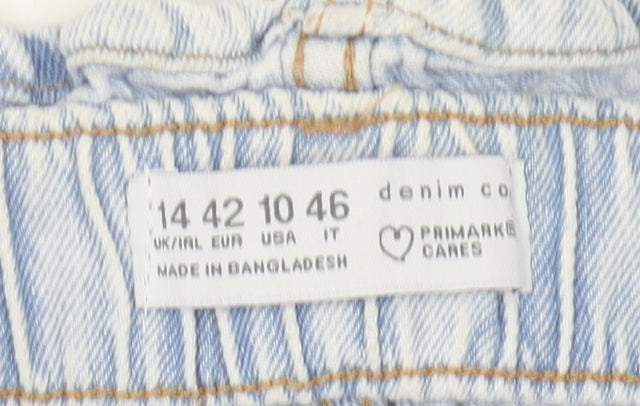 14 42 10 46
UK/IRL EUR USA IT
MADE IN BANGLADESH
denim co
PRIMARK®
CARES